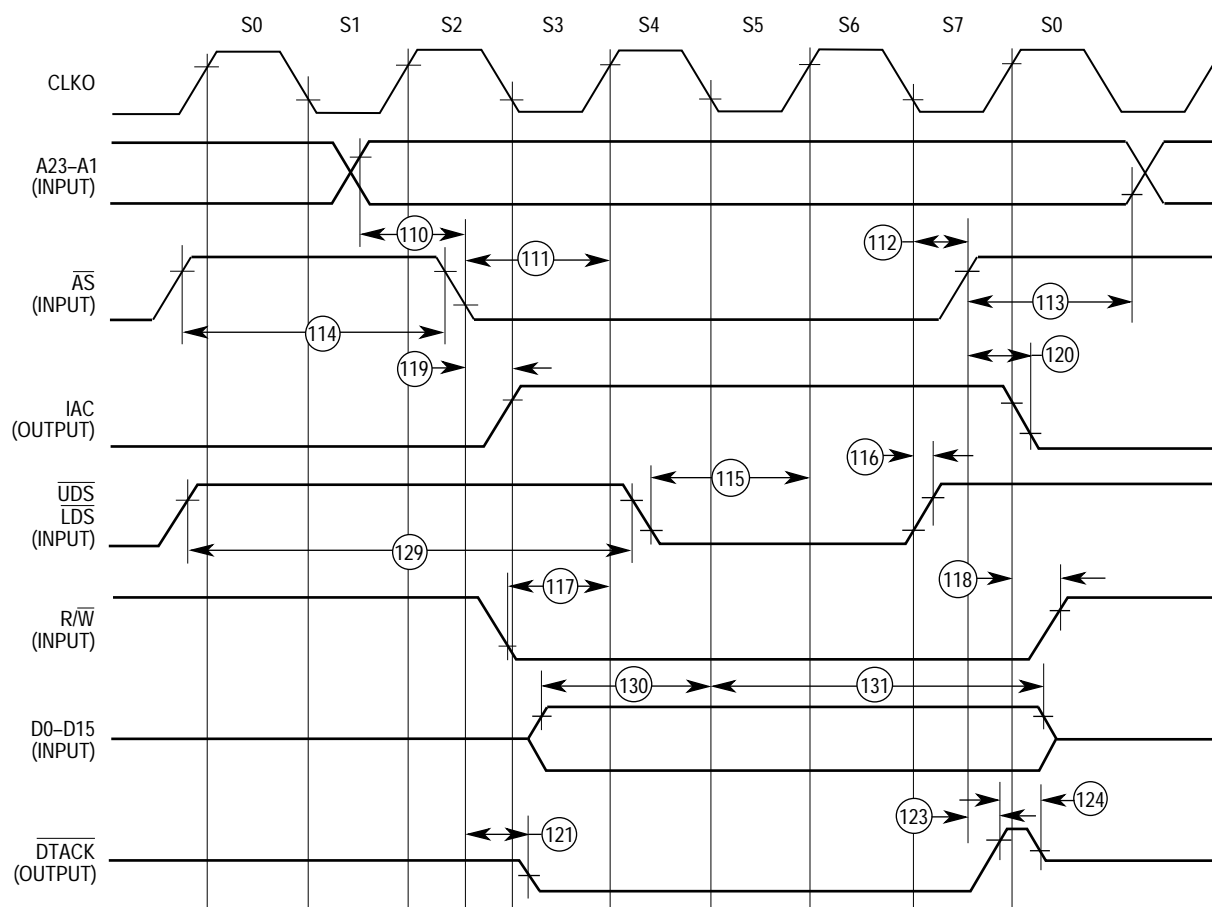 S0 S1 S2 S3 S4 S5 S6 S7 S0
CLKO
A23–A1
(INPUT)
110
111
112
AS
(INPUT)
113
114
119
120
IAC
(OUTPUT)
116
115
UDS
LDS
(INPUT)
129
117
118
R/W
(INPUT)
130
131
D0–D15
(INPUT)
124
123
121
DTACK
(OUTPUT)